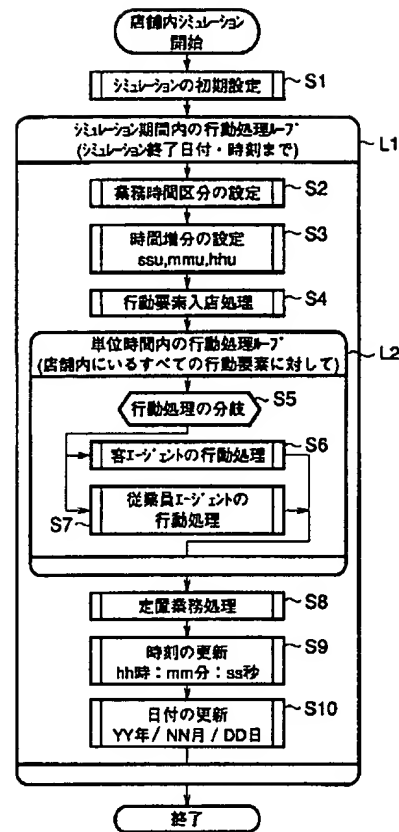 店舗内シミュレーション
開始
シミュレーションの初期設定
S1
シミュレーション期間内の行動処理ループ
(シミュレーション終了日付・時刻まで)
L1
業務時間区分の設定
S2
時間増分の設定
ssu,mmu,hhu
S3
行動要素入店処理
S4
単位時間内の行動処理ループ
(店舗内にいるすべての行動要素に対して)
L2
行動処理の分岐
S5
客エージェントの行動処理
S6
従業員エージェントの
行動処理
S7
定置業務処理
S8
時刻の更新
hh時:mm分:ss秒
S9
日付の更新
YY年/NN月/DD日
S10
終了